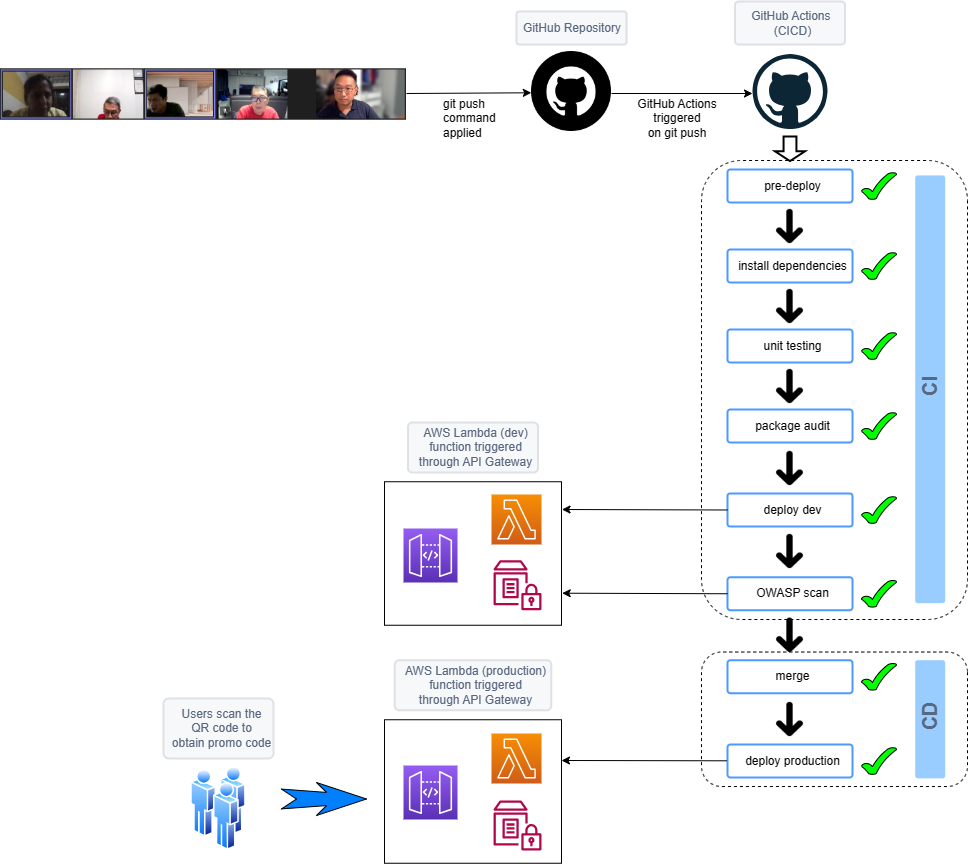 GitHub Repository
GitHub Actions
(CICD)
git push
command
applied
GitHub Actions
triggered
on git push
pre-deploy
install dependencies
unit testing
package audit
deploy dev
OWASP scan
CI
AWS Lambda (dev)
function triggered
through API Gateway
</>
merge
deploy production
CD
AWS Lambda (production)
function triggered
through API Gateway
</>
Users scan the
QR code to
obtain promo code